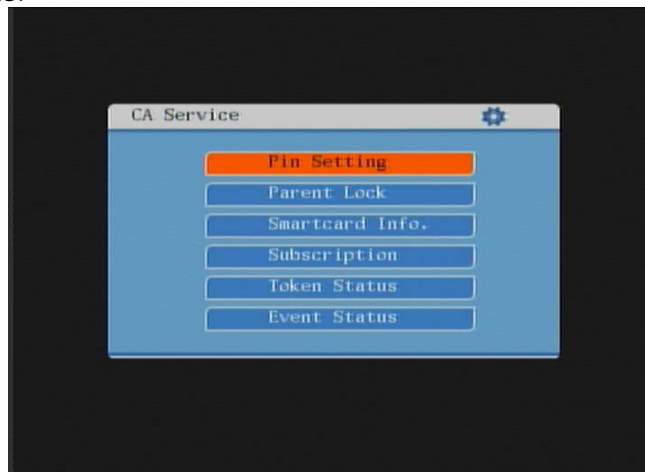 CA Service
Pin Setting
Parent Lock
Smartcard Info.
Subscription
Token Status
Event Status